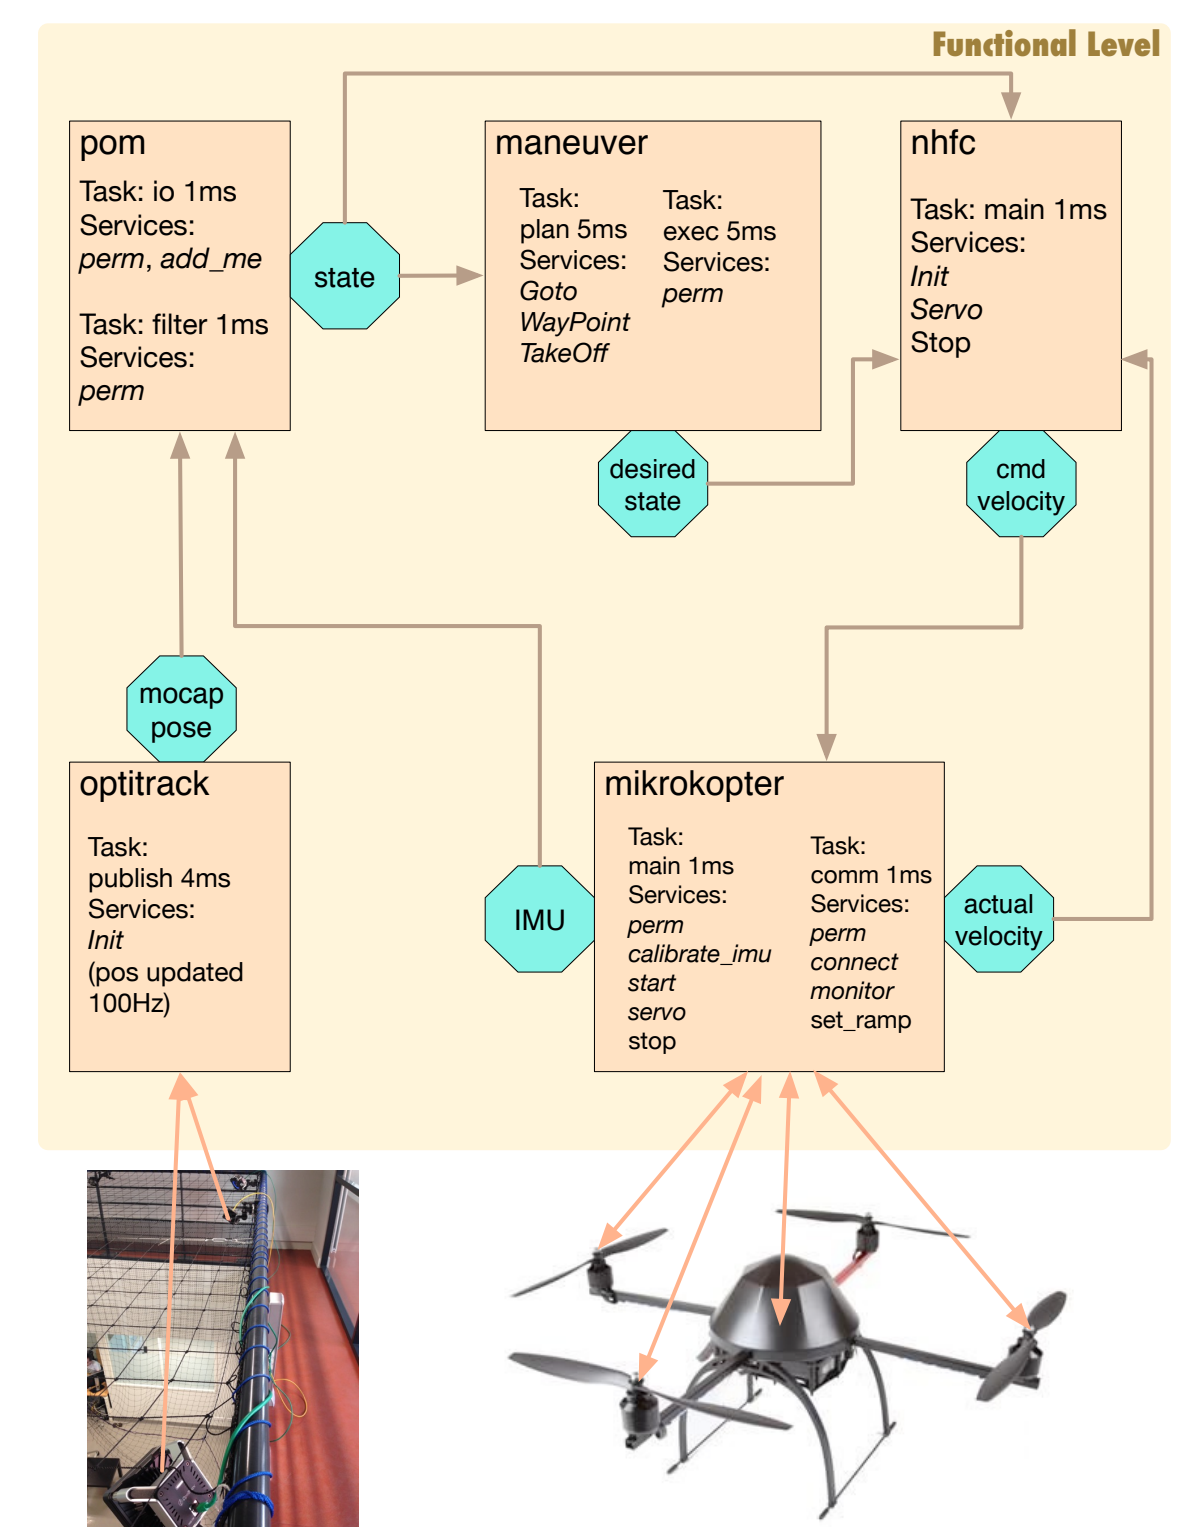 Functional Level
pom
Task: io 1ms
Services:
perm, add_me
Task: filter 1ms
Services:
perm
state
maneuver
Task:
plan 5ms
Services:
Goto
WayPoint
TakeOff
Task:
exec 5ms
Services:
perm
nhfc
Task: main 1ms
Services:
Init
Servo
Stop
desired
state
cmd
velocity
mocap
pose
optitrack
Task:
publish 4ms
Services:
Init
(pos updated
100Hz)
IMU
mikrokopter
Task:
main 1ms
Services:
perm
calibrate_imu
start
servo
stop
Task:
comm 1ms
Services:
perm
connect
monitor
set_ramp
actual
velocity